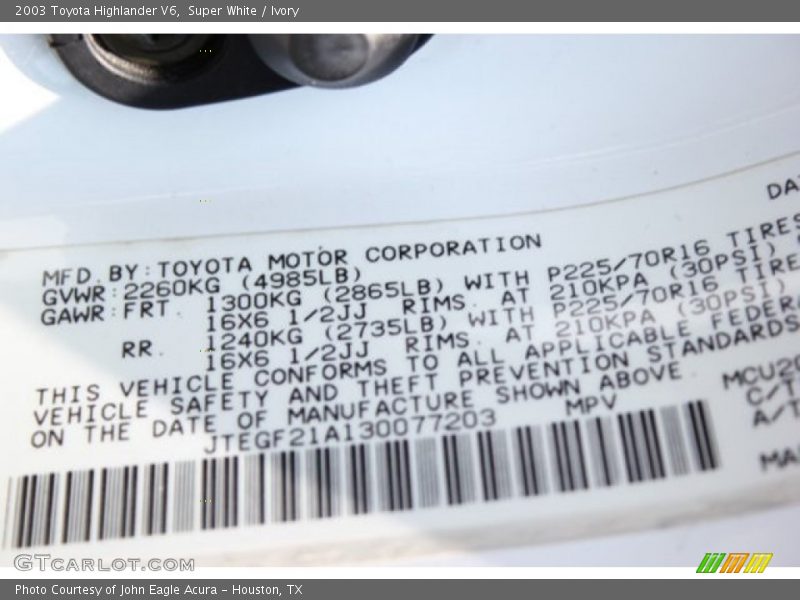 2003 Toyota Highlander V6, Super White / Ivory
MFD. BY: TOYOTA MOTOR CORPORATION
GVWR: 2260KG (4985LB)
GAWR: FRT. 1300KG (2865LB) WITH P225/70R16 TIRES
16X6 1/2JJ RIMS. AT 210KPA (30PSI)
RR. 1240KG (2735LB) WITH P225/70R16 TIRE
16X6 1/2JJ RIMS. AT 210KPA (30PSI)
THIS VEHICLE CONFORMS TO ALL APPLICABLE FEDER
VEHICLE SAFETY AND THEFT PREVENTION STANDARDS
ON THE DATE OF MANUFACTURE SHOWN ABOVE
JTEGF21A130077203 MPV
DA
MCU20
C/T
A/T
MA
GTCARLOT.COM
Photo Courtesy of John Eagle Acura - Houston, TX